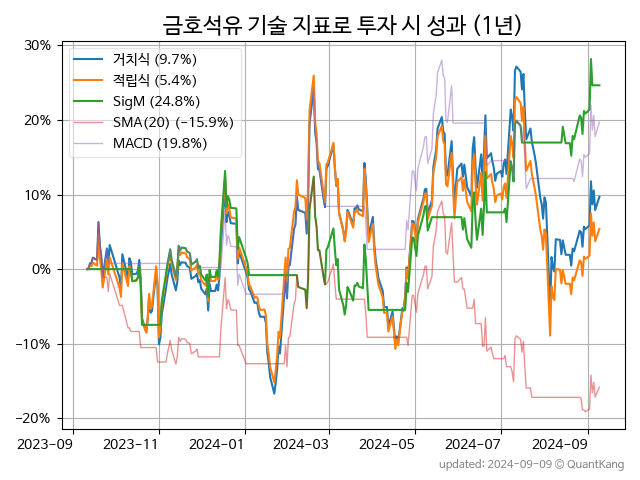 금호석유 기술 지표로 투자 시 성과 (1년)
30%
20%
10%
0%
−10%
−20%
거치식 (9.7%)
적립식 (5.4%)
SigM (24.8%)
SMA(20) (−15.9%)
MACD (19.8%)
2023-09 2023-11 2024-01 2024-03 2024-05 2024-07 2024-09
updated: 2024-09-09 © QuantKang